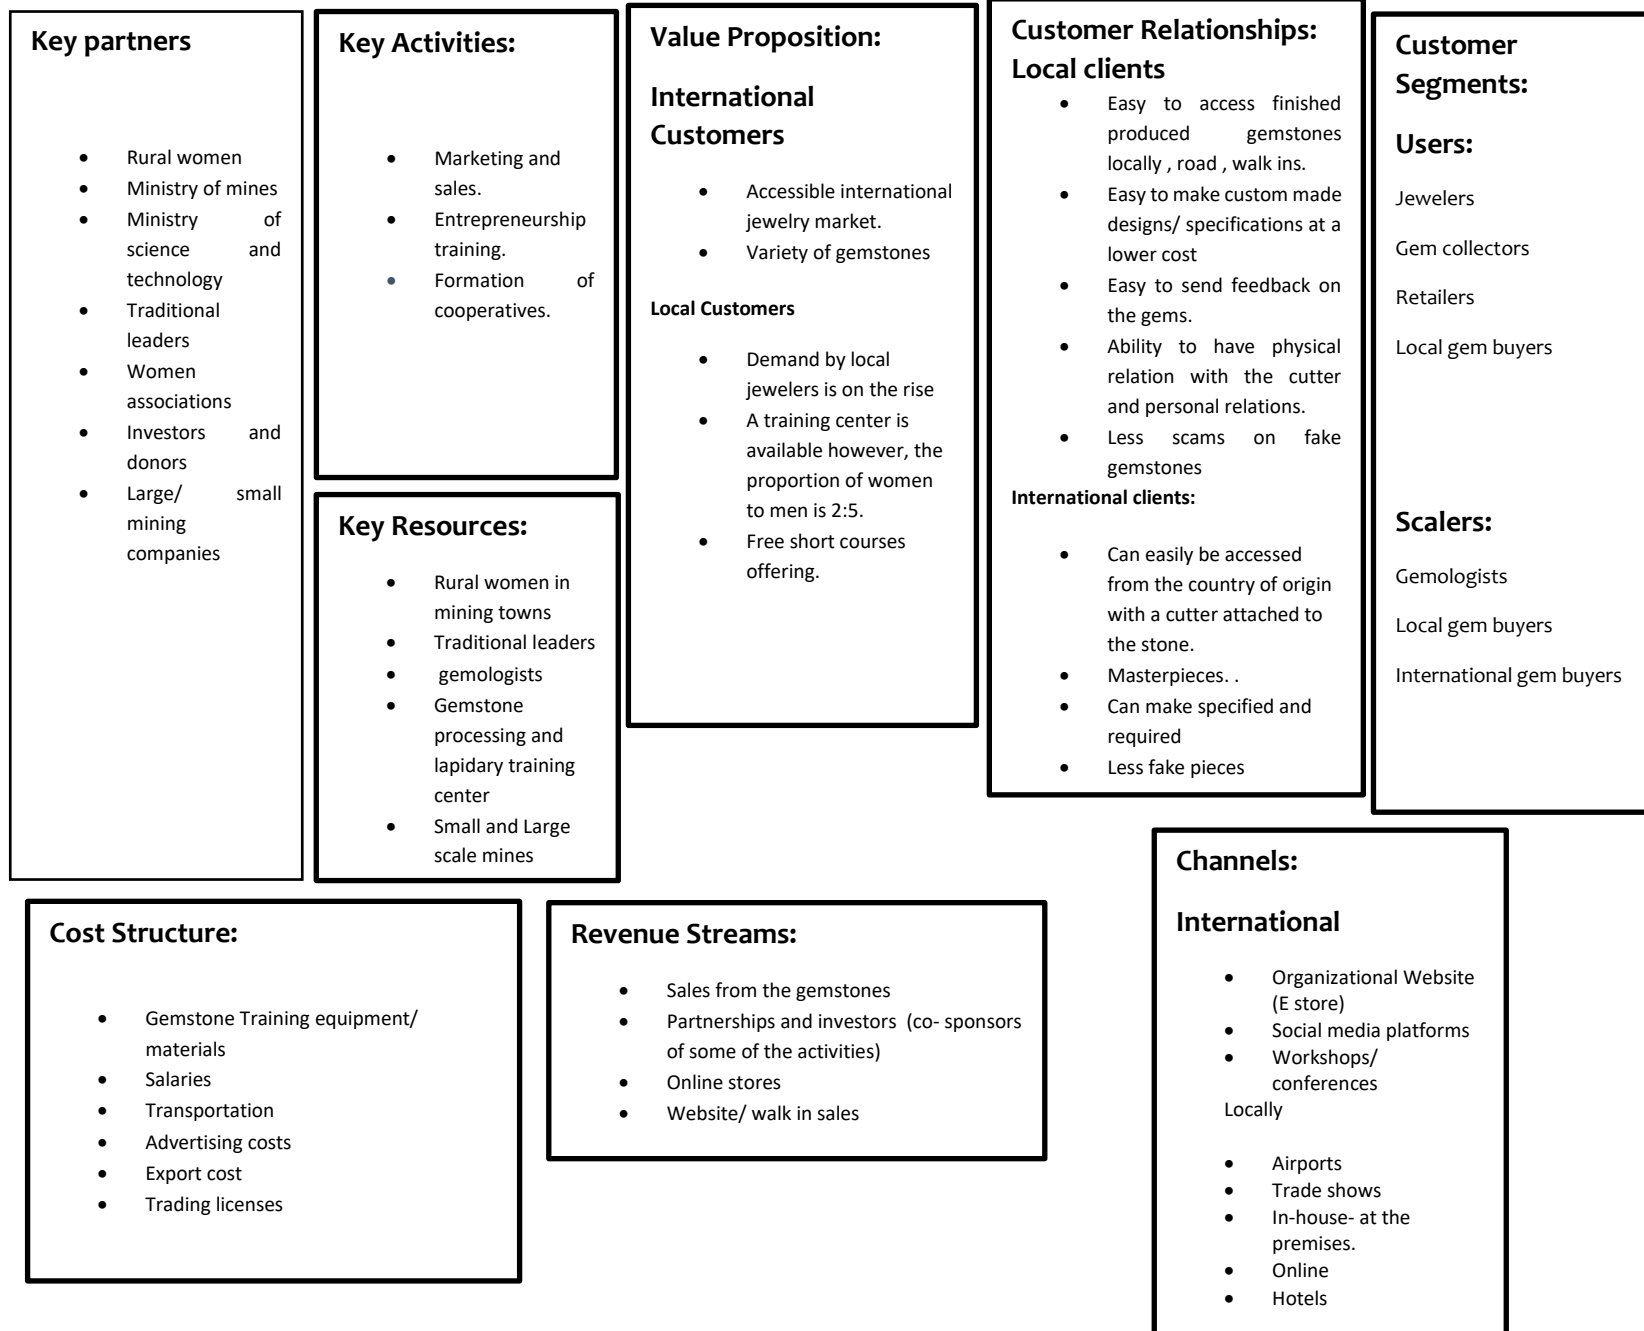 Key partners
Rural women
Ministry of mines
Ministry of
science and
technology
Traditional
leaders
Women
associations
Investors and
donors
Large/ small
mining
companies
Key Activities:
Marketing and
sales.
Entrepreneurship
training.
Formation of
cooperatives.
Key Resources:
Rural women in
mining towns
Traditional leaders
gemologists
Gemstone
processing and
lapidary training
center
Small and Large
scale mines
Value Proposition:
International
Customers
Accessible international
jewelry market.
Variety of gemstones
Local Customers
Demand by local
jewelers is on the rise
A training center is
available however, the
proportion of women
to men is 2:5.
Free short courses
offering.
Customer Relationships:
Local clients
Easy to access finished
produced gemstones
locally , road , walk ins.
Easy to make custom made
designs/ specifications at a
lower cost
Easy to send feedback on
the gems.
Ability to have physical
relation with the cutter
and personal relations.
Less scams on fake
gemstones
International clients:
Can easily be accessed
from the country of origin
with a cutter attached to
the stone.
Masterpieces. .
Can make specified and
required
Less fake pieces
Customer
Segments:
Users:
Jewelers
Gem collectors
Retailers
Local gem buyers
Scalers:
Gemologists
Local gem buyers
International gem buyers
Channels:
International
Organizational Website
(E store)
Social media platforms
Workshops/
conferences
Locally
Airports
Trade shows
In-house- at the
premises.
Online
Hotels
Cost Structure:
Gemstone Training equipment/
materials
Salaries
Transportation
Advertising costs
Export cost
Trading licenses
Revenue Streams:
Sales from the gemstones
Partnerships and investors (co- sponsors
of some of the activities)
Online stores
Website/ walk in sales